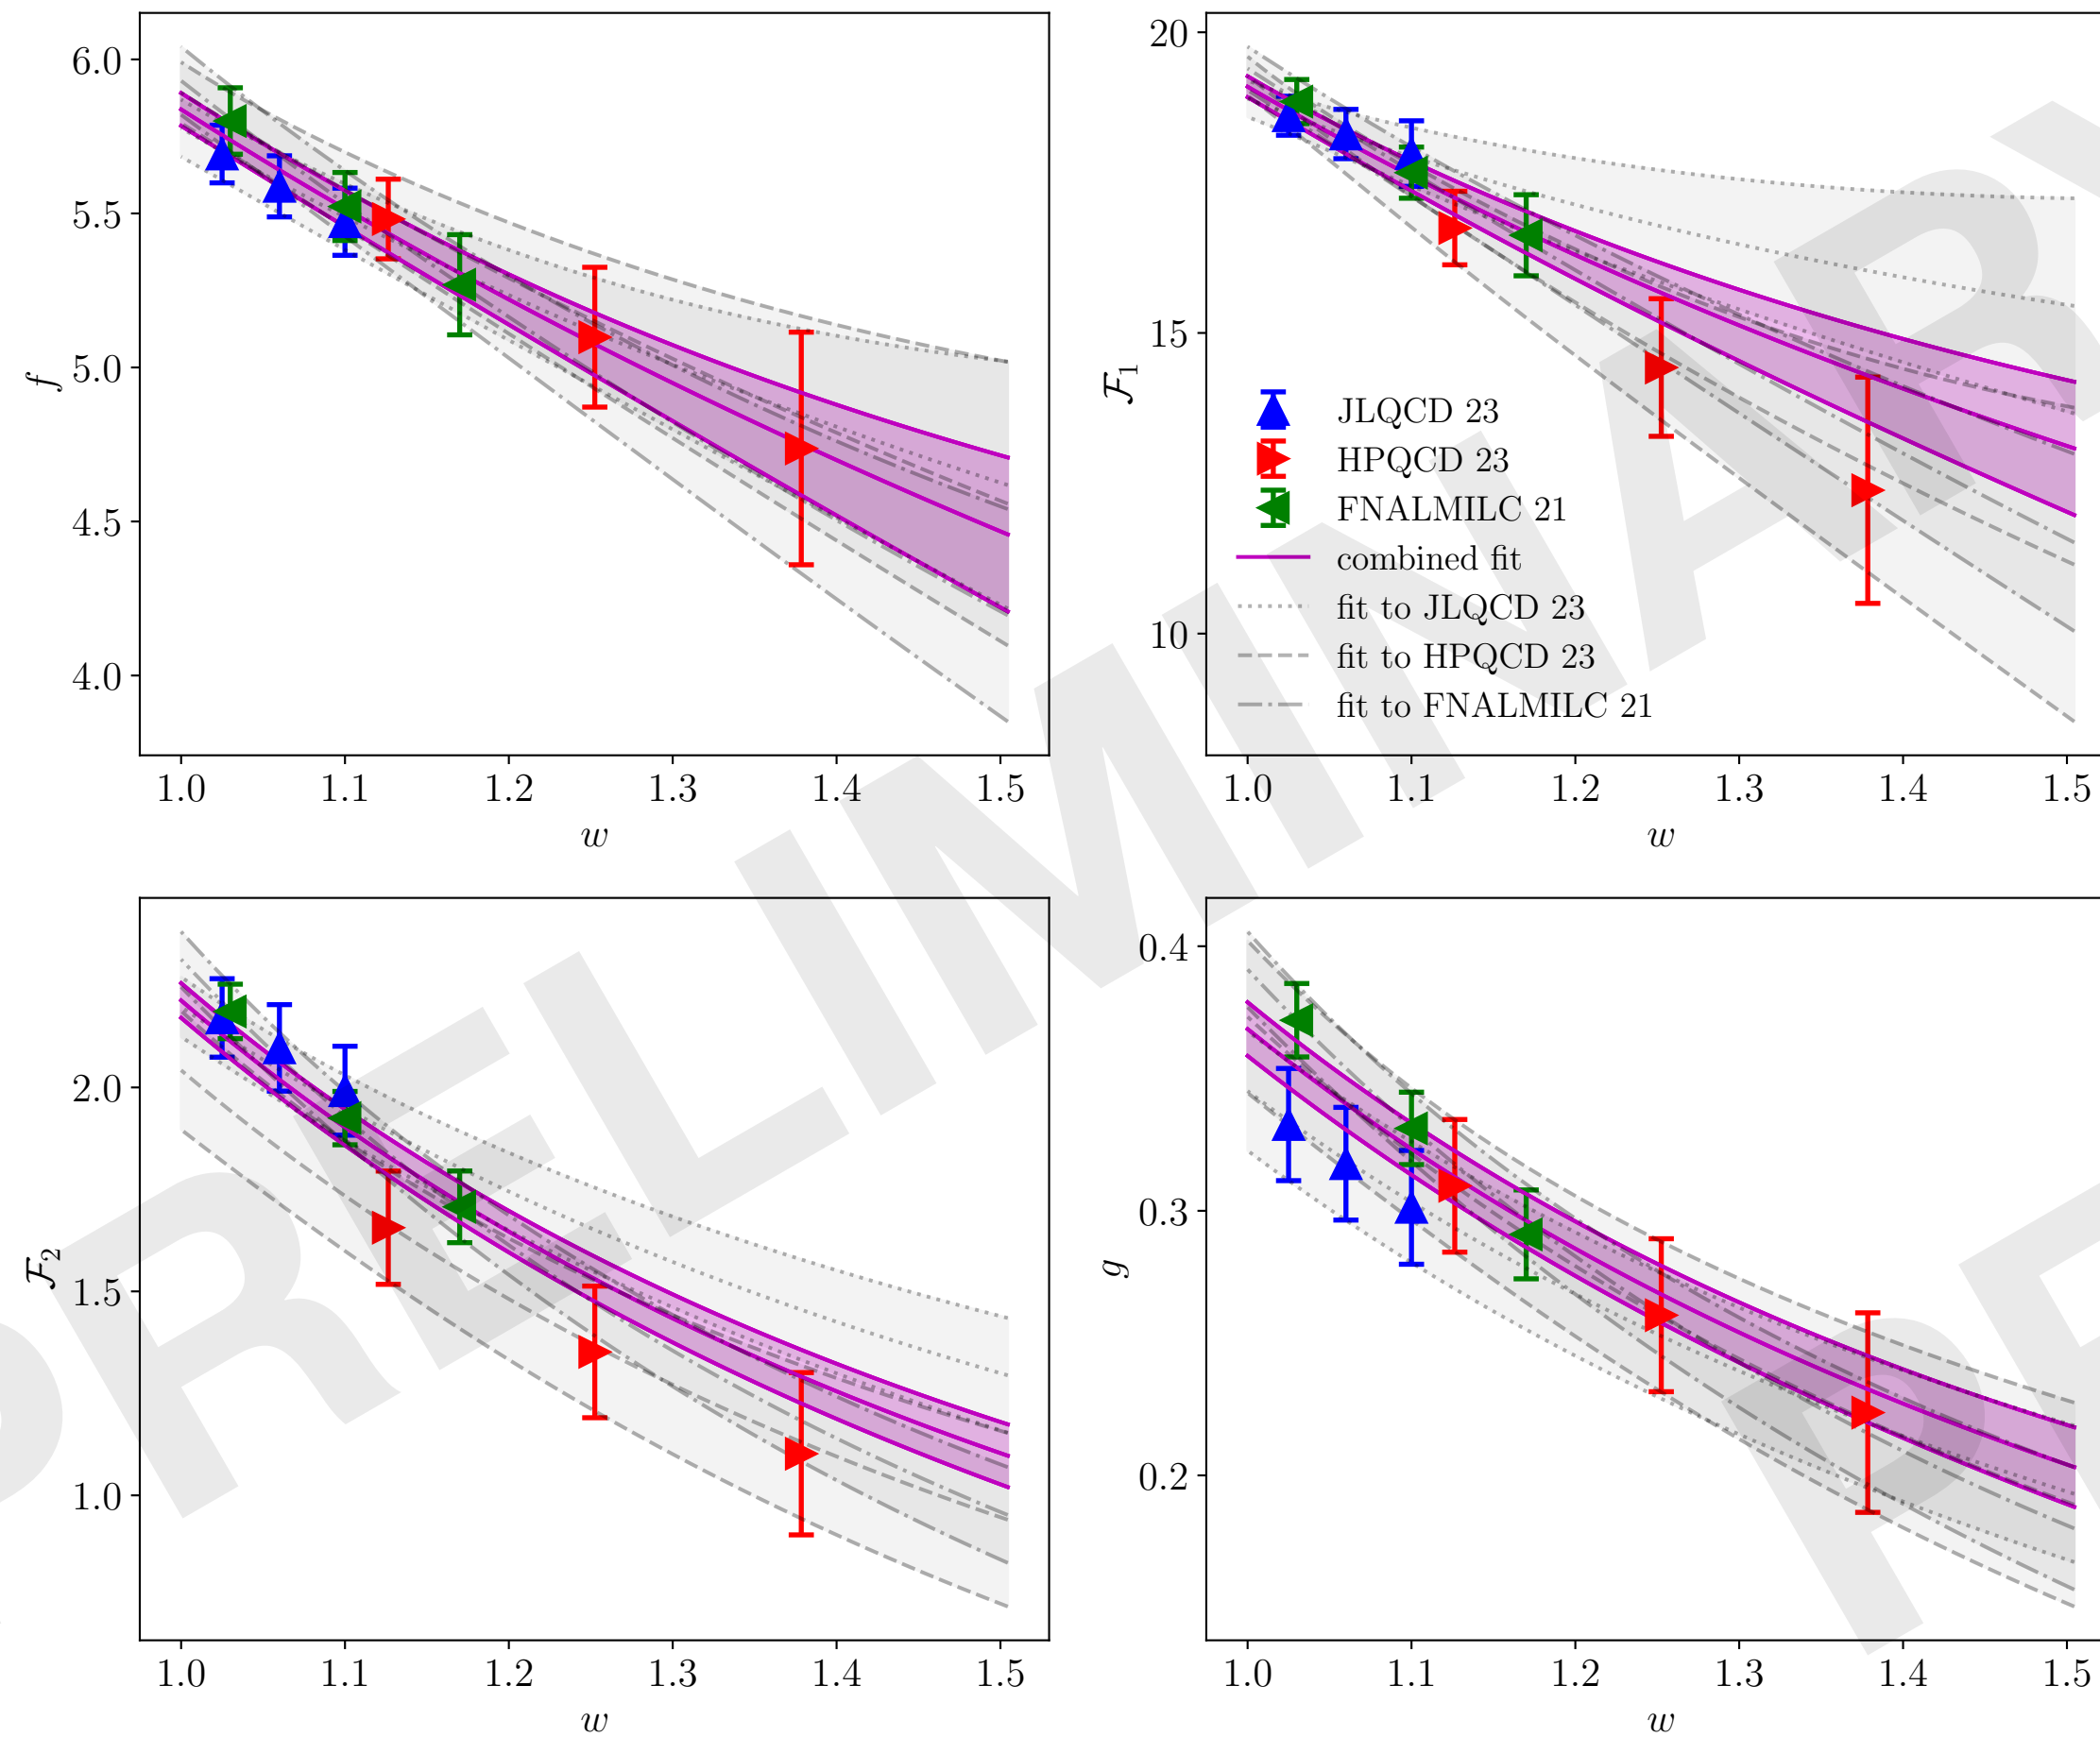 6.0
5.5
5.0
4.5
4.0
f
1.0 1.1 1.2 1.3 1.4 1.5
w
20
15
10
𝓕₁
JLQCD 23
HPQCD 23
FNALMILC 21
combined fit
fit to JLQCD 23
fit to HPQCD 23
fit to FNALMILC 21
1.0 1.1 1.2 1.3 1.4 1.5
w
2.0
1.5
1.0
𝓕₂
1.0 1.1 1.2 1.3 1.4 1.5
w
0.4
0.3
0.2
g
1.0 1.1 1.2 1.3 1.4 1.5
w
PRELIMINARY
PR